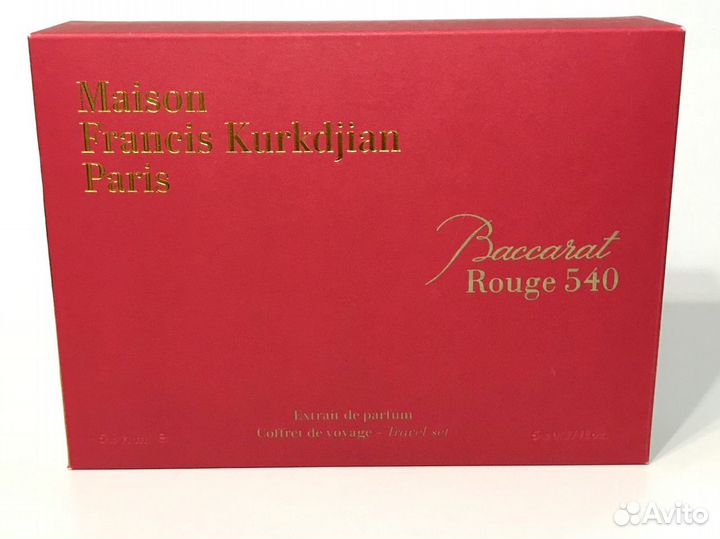 Maison
Francis Kurkdjian
Paris
Baccarat
Rouge 540
Extrait de parfum
Coffret de voyage - Travel set
Avito